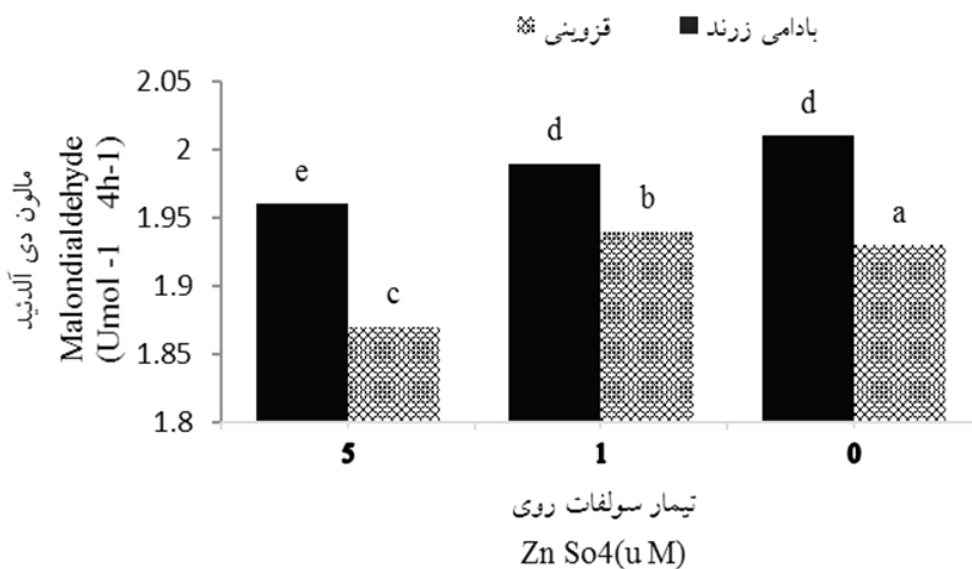 بادامی زرند
قزوینی
مالون دی آلدئید
Malondialdehyde
(Umol -1 4h-1)
2.05
2
1.95
1.9
1.85
1.8
e
c
d
b
d
a
5 1 0
تیمار سولفات روی
Zn So4(u M)